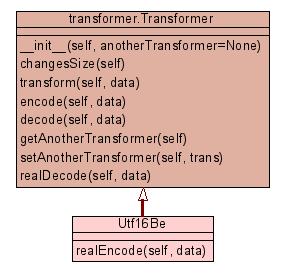 transformer.Transformer
__init__(self, anotherTransformer=None)
changesSize(self)
transform(self, data)
encode(self, data)
decode(self, data)
getAnotherTransformer(self)
setAnotherTransformer(self, trans)
realDecode(self, data)
Utf16Be
realEncode(self, data)